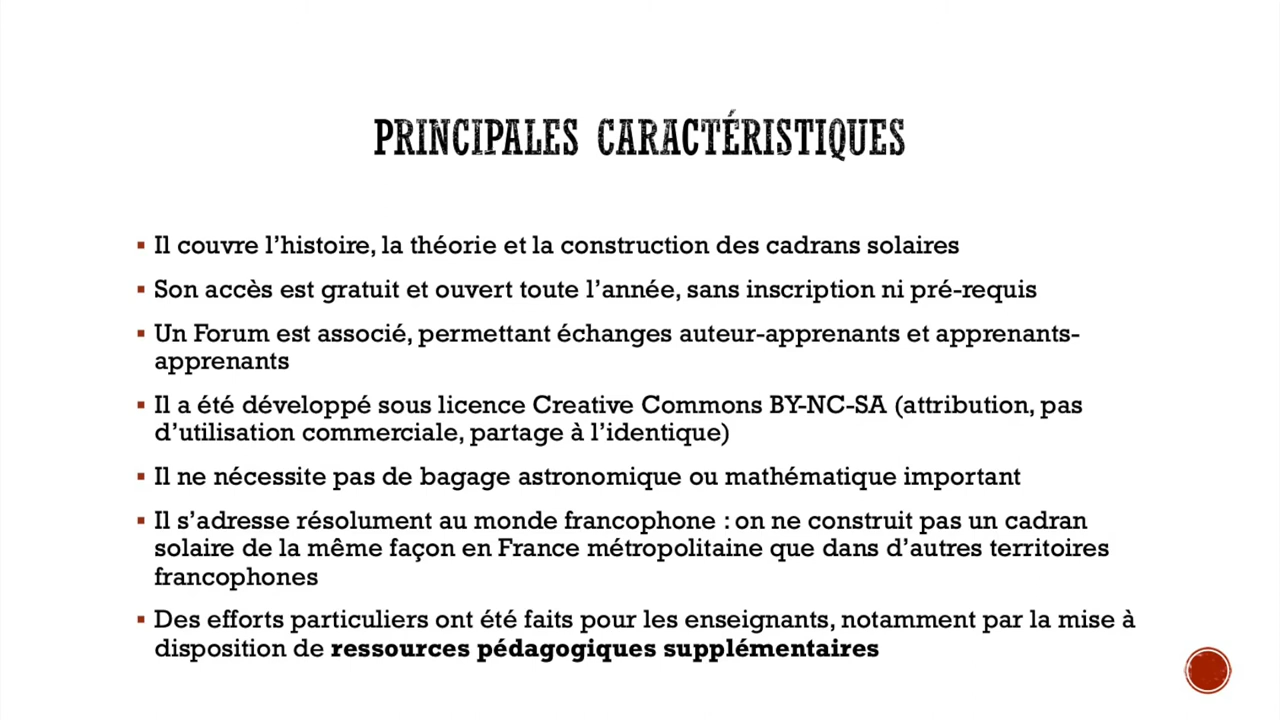 PRINCIPALES CARACTÉRISTIQUES
▪ Il couvre l’histoire, la théorie et la construction des cadrans solaires
▪ Son accès est gratuit et ouvert toute l’année, sans inscription ni pré-requis
▪ Un Forum est associé, permettant échanges auteur-apprenants et apprenants-
apprenants
▪ Il a été développé sous licence Creative Commons BY-NC-SA (attribution, pas
d’utilisation commerciale, partage à l’identique)
▪ Il ne nécessite pas de bagage astronomique ou mathématique important
▪ Il s’adresse résolument au monde francophone : on ne construit pas un cadran
solaire de la même façon en France métropolitaine que dans d’autres territoires
francophones
▪ Des efforts particuliers ont été faits pour les enseignants, notamment par la mise à
disposition de ressources pédagogiques supplémentaires